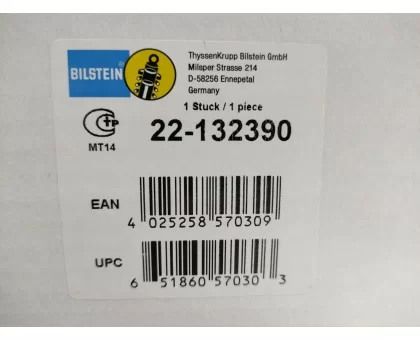 BILSTEIN
ThyssenKrupp Bilstein GmbH
Milsper Strasse 214
D-58256 Ennepetal
Germany
1 Stuck / 1 piece
22-132390
MT14
EAN
4 025258 570309
UPC
6 51860 57030 3